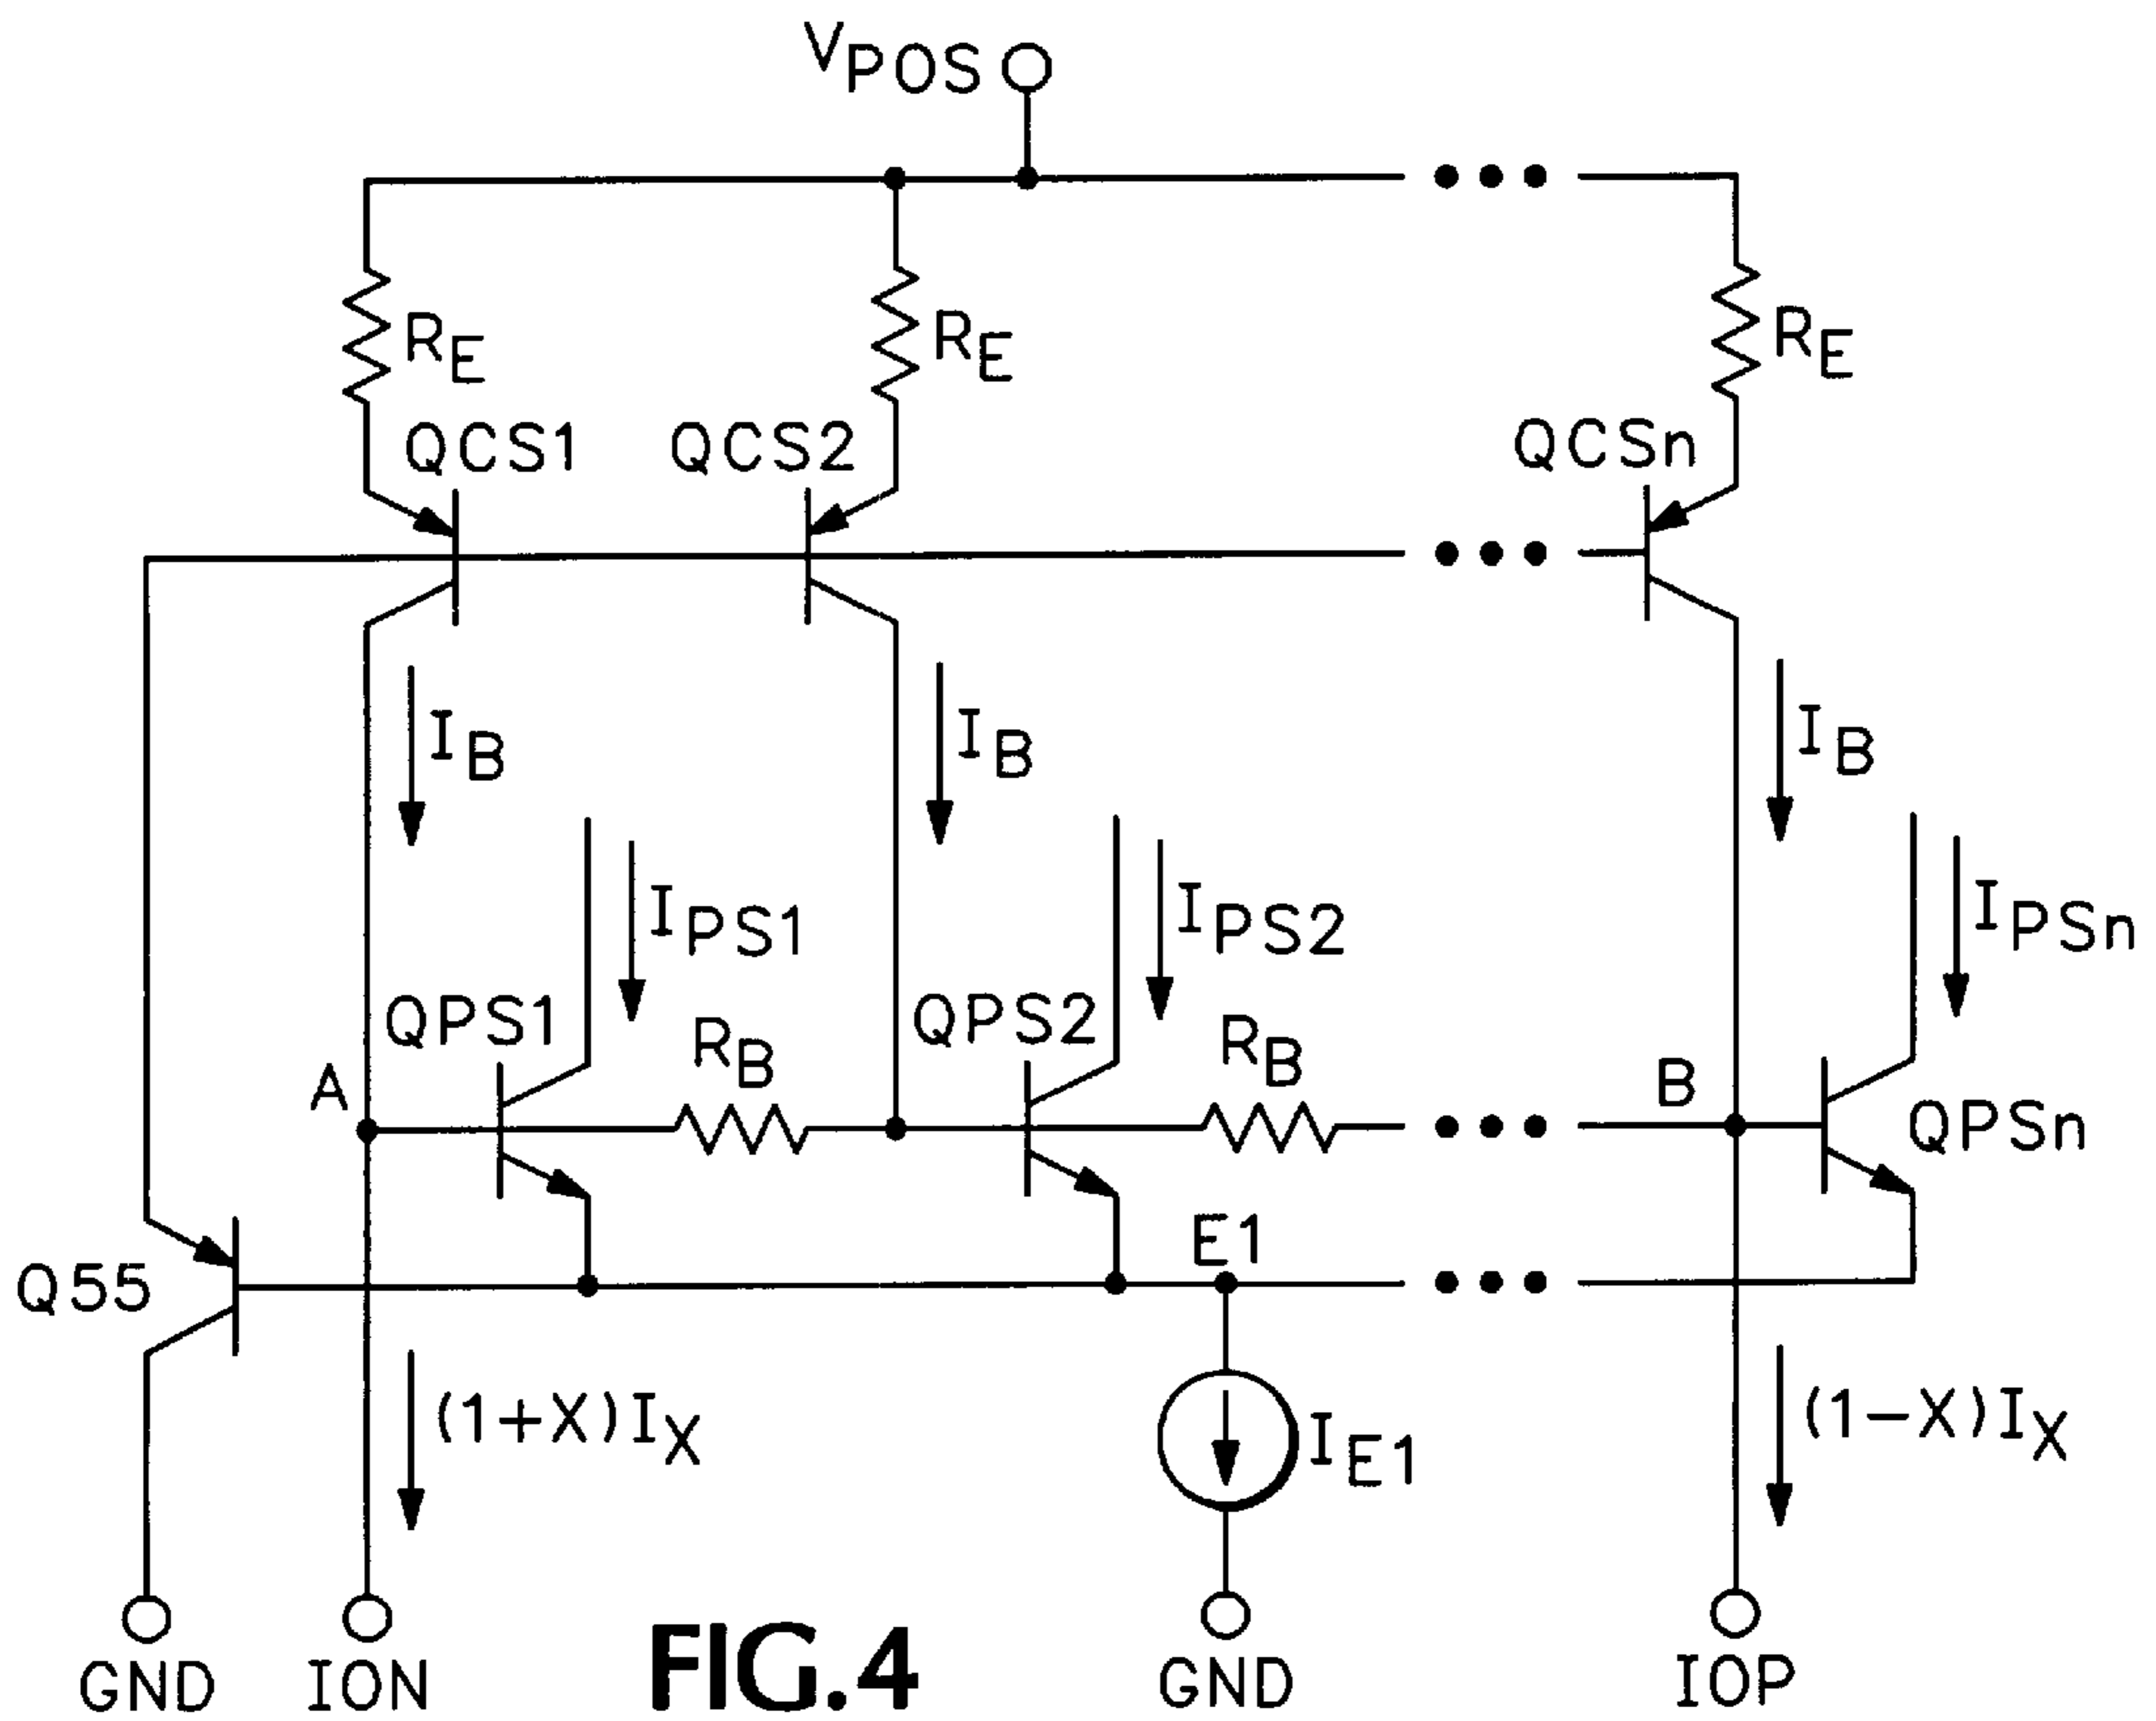 VPOS
RE
RE
RE
QCS1
QCS2
QCSn
IB
IB
IB
IPS1
IPS2
IPSn
QPS1
RB
QPS2
RB
A
B
QPSn
E1
Q55
(1+X)IX
IE1
(1−X)IX
GND
ION
FIG.4
GND
IOP